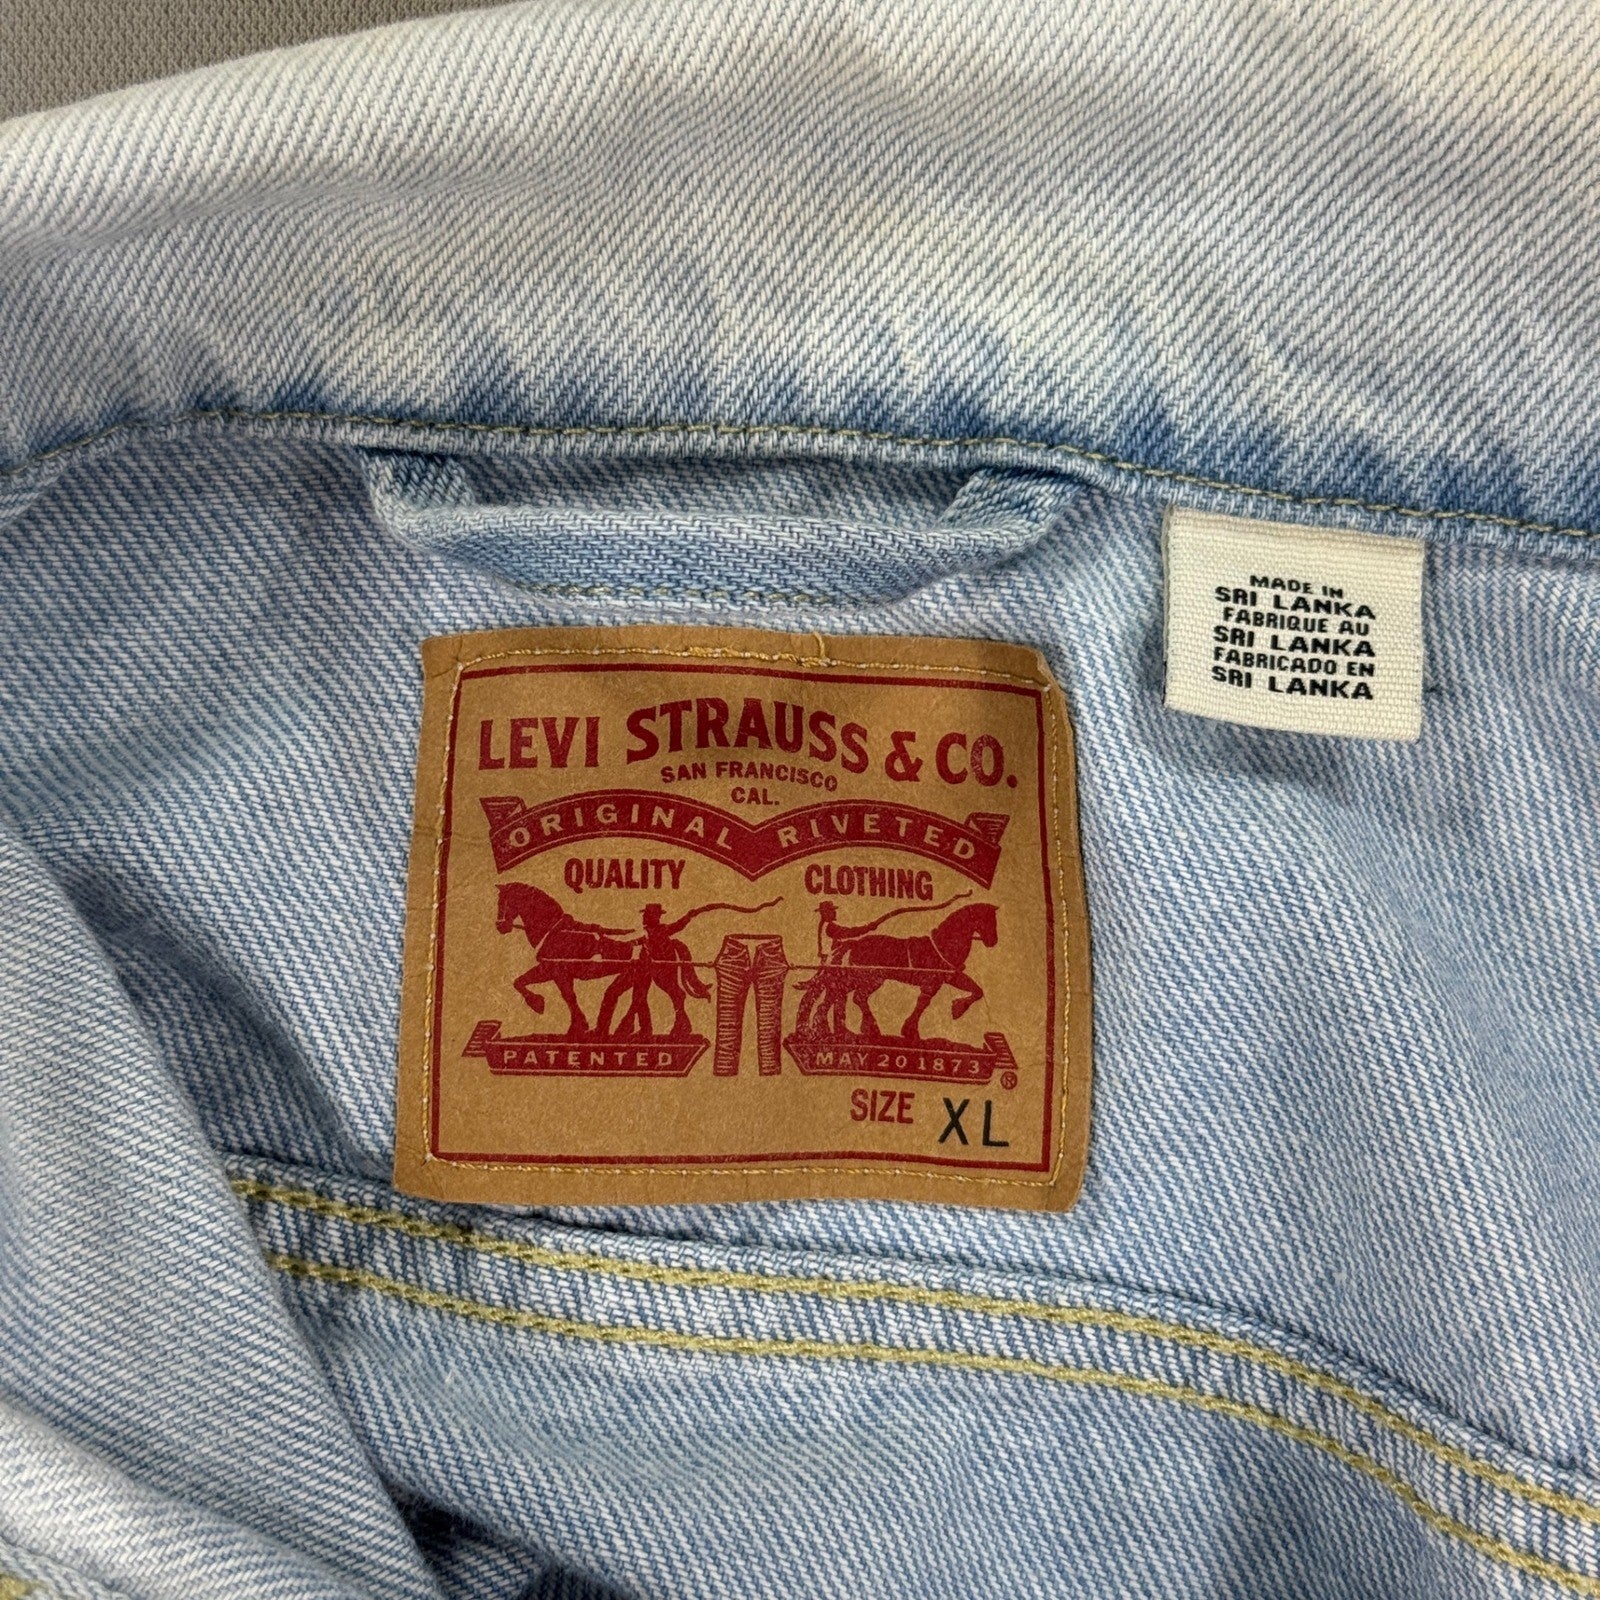 LEVI STRAUSS & CO.
SAN FRANCISCO
CAL.
ORIGINAL RIVETED
QUALITY CLOTHING
PATENTED MAY 20 1873
®
SIZE XL
MADE IN
SRI LANKA
FABRIQUE AU
SRI LANKA
FABRICADO EN
SRI LANKA